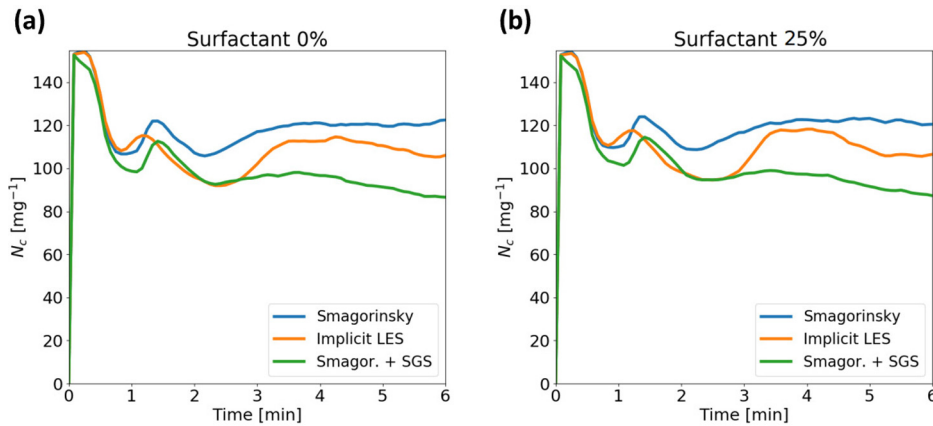 (a)
Surfactant 0%
N_c [mg⁻¹]
140
120
100
80
60
40
20
0
0 1 2 3 4 5 6
Time [min]
Smagorinsky
Implicit LES
Smagor. + SGS
(b)
Surfactant 25%
N_c [mg⁻¹]
140
120
100
80
60
40
20
0
0 1 2 3 4 5 6
Time [min]
Smagorinsky
Implicit LES
Smagor. + SGS